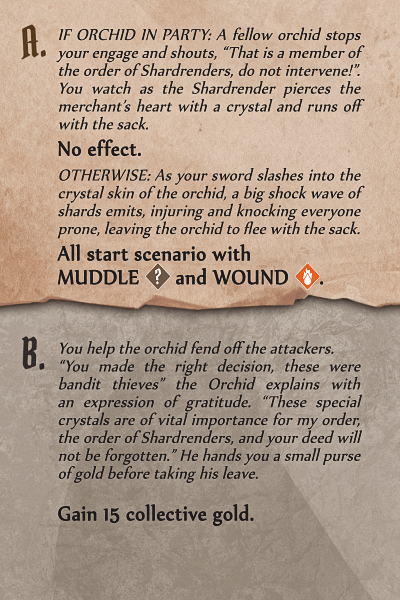 A. IF ORCHID IN PARTY: A fellow orchid stops
your engage and shouts, “That is a member of
the order of Shardrenders, do not intervene!”.
You watch as the Shardrender pierces the
merchant’s heart with a crystal and runs off
with the sack.
No effect.
OTHERWISE: As your sword slashes into the
crystal skin of the orchid, a big shock wave of
shards emits, injuring and knocking everyone
prone, leaving the orchid to flee with the sack.
All start scenario with
MUDDLE ? and WOUND .
B. You help the orchid fend off the attackers.
“You made the right decision, these were
bandit thieves” the Orchid explains with
an expression of gratitude. “These special
crystals are of vital importance for my order,
the order of Shardrenders, and your deed will
not be forgotten.” He hands you a small purse
of gold before taking his leave.
Gain 15 collective gold.